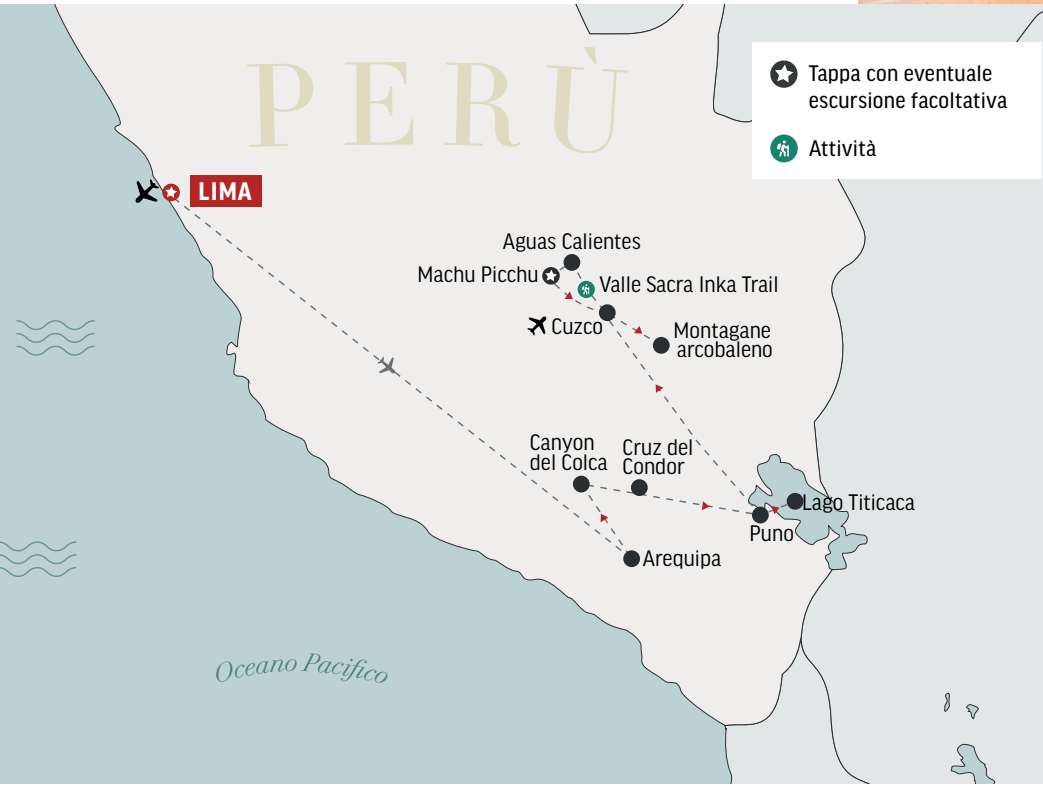 PERÙ
Tappa con eventuale
escursione facoltativa
Attività
LIMA
Aguas Calientes
Machu Picchu
Valle Sacra Inka Trail
Cuzco
Montagane
arcobaleno
Canyon
del Colca
Cruz del
Condor
Lago Titicaca
Puno
Arequipa
Oceano Pacifico